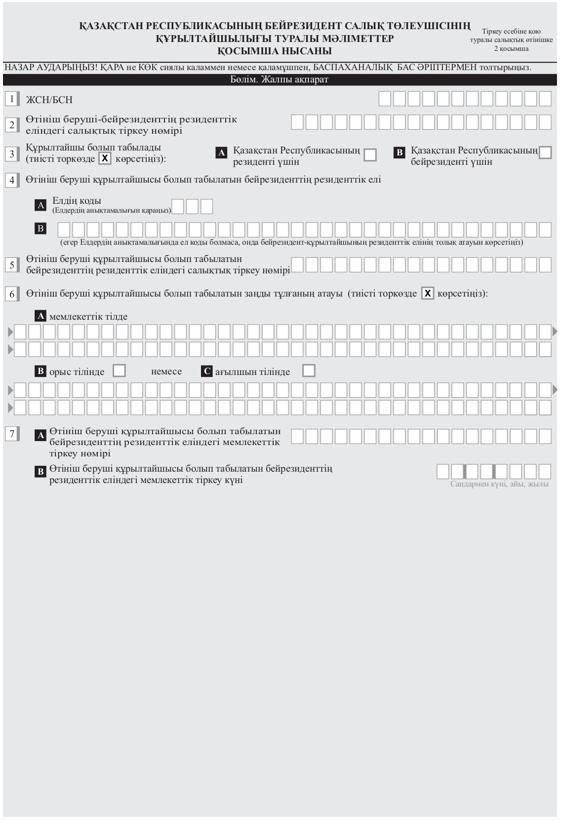 ҚАЗАҚСТАН РЕСПУБЛИКАСЫНЫҢ БЕЙРЕЗИДЕНТ САЛЫҚ ТӨЛЕУШІСІНІҢ
ҚҰРЫЛТАЙШЫЛЫҒЫ ТУРАЛЫ МӘЛІМЕТТЕР
ҚОСЫМША НЫСАНЫ
Тіркеу есебіне қою
туралы салықтық өтінішке
2 қосымша
НАЗАР АУДАРЫҢЫЗ! ҚАРА не КӨК сиялы каламмен немесе қаламұшпен, БАСПАХАНАЛЫҚ БАС ӘРІПТЕРМЕН толтырыңыз.
Бөлім. Жалпы ақпарат
1 ЖСН/БСН
2 Өтініш беруші-бейрезиденттің резиденттік
еліндегі салықтық тіркеу нөмірі
3 Құрылтайшы болып табылады
(тиісті торкөзде X көрсетіңіз):
A Қазақстан Республикасының
резиденті үшін
B Қазақстан Республикасының
бейрезиденті үшін
4 Өтініш беруші құрылтайшысы болып табылатын бейрезиденттің резиденттік елі
A Елдің коды
(Елдердің анықтамалығын қараңыз)
B
(егер Елдердің анықтамалығында ел коды болмаса, онда бейрезидент-құрылтайшының резиденттік елінің толық атауын көрсетіңіз)
5 Өтініш беруші құрылтайшысы болып табылатын
бейрезиденттің резиденттік еліндегі салықтық тіркеу нөмірі
6 Өтініш беруші құрылтайшысы болып табылатын заңды тұлғаның атауы (тиісті торкөзде X көрсетіңіз):
A мемлекеттік тілде
B орыс тілінде немесе C ағылшын тілінде
7 A Өтініш беруші құрылтайшысы болып табылатын
бейрезиденттің резиденттік еліндегі мемлекеттік
тіркеу нөмірі
B Өтініш беруші құрылтайшысы болып табылатын бейрезиденттің
резиденттік еліндегі мемлекеттік тіркеу күні
Сандармен күні, айы, жылы